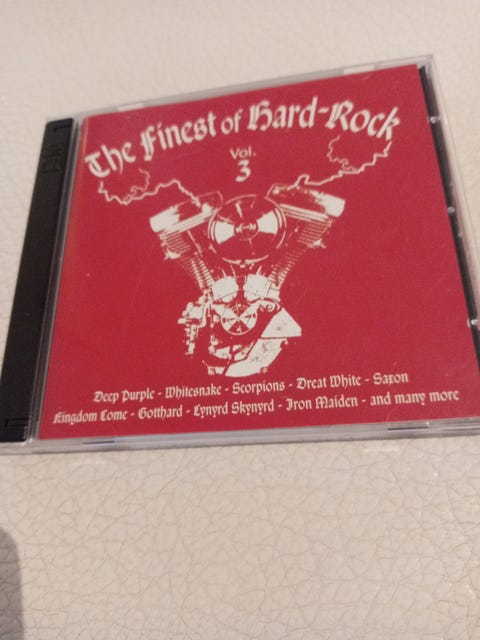 The Finest of Hard-Rock
Vol.
3
Deep Purple - Whitesnake - Scorpions - Dreat White - Saxon
Kingdom Come - Gotthard - Lynyrd Skynyrd - Iron Maiden - and many more